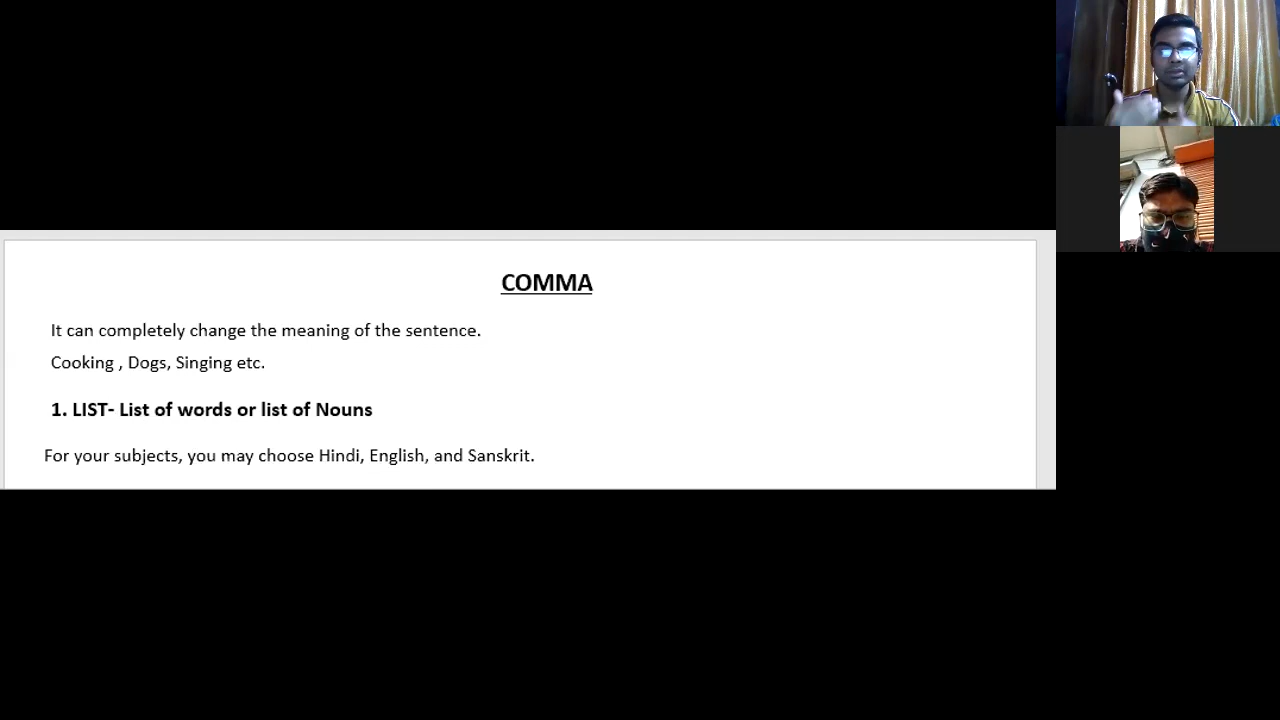 COMMA
It can completely change the meaning of the sentence.
Cooking , Dogs, Singing etc.
1. LIST- List of words or list of Nouns
For your subjects, you may choose Hindi, English, and Sanskrit.